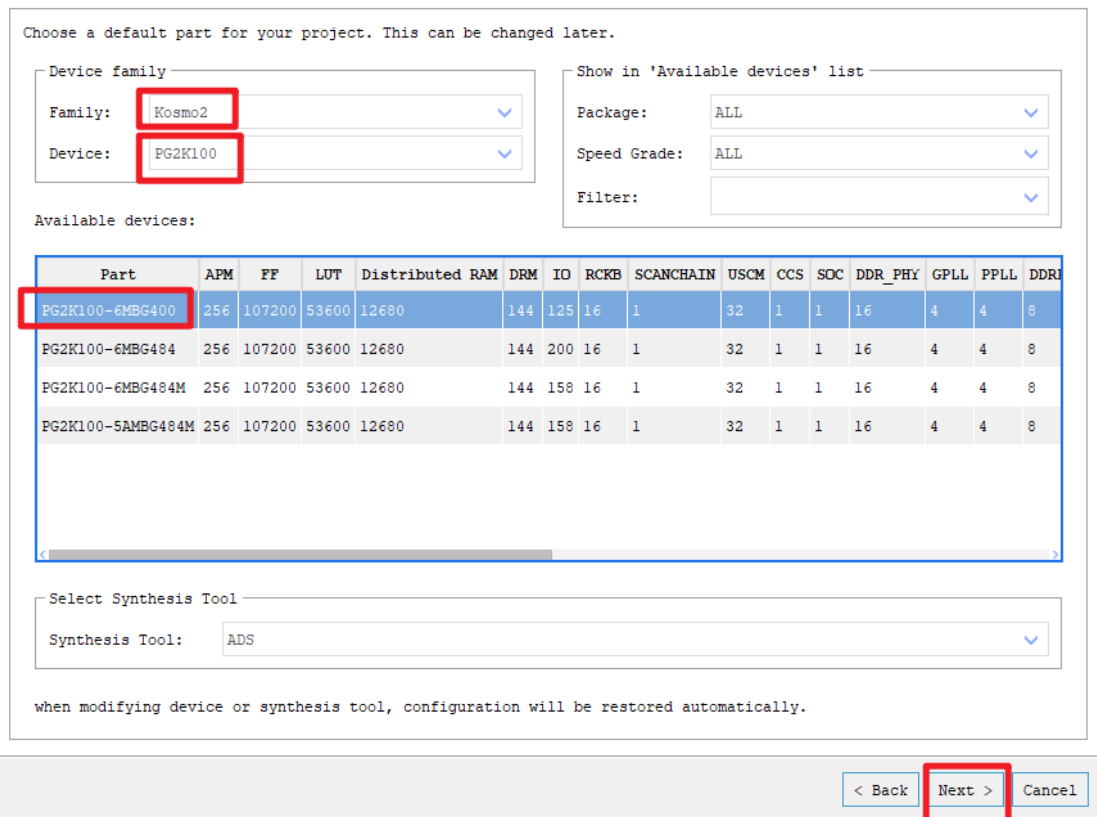 Choose a default part for your project. This can be changed later.
Device family
Family: Kosmo2
Device: PG2K100
Show in 'Available devices' list
Package: ALL
Speed Grade: ALL
Filter:
Available devices:
Part APM FF LUT Distributed RAM DRM IO RCKB SCANCHAIN USCM CCS SOC DDR_PHY GPLL PPLL
PG2K100-6MBG400 256 107200 53600 12680 144 125 16 1 32 1 1 16 4 4 8
PG2K100-6MBG484 256 107200 53600 12680 144 200 16 1 32 1 1 16 4 4 8
PG2K100-6MBG484M 256 107200 53600 12680 144 158 16 1 32 1 1 16 4 4 8
PG2K100-5AMBG484M 256 107200 53600 12680 144 158 16 1 32 1 1 16 4 4 8
Select Synthesis Tool
Synthesis Tool: ADS
when modifying device or synthesis tool, configuration will be restored automatically.
< Back Next > Cancel